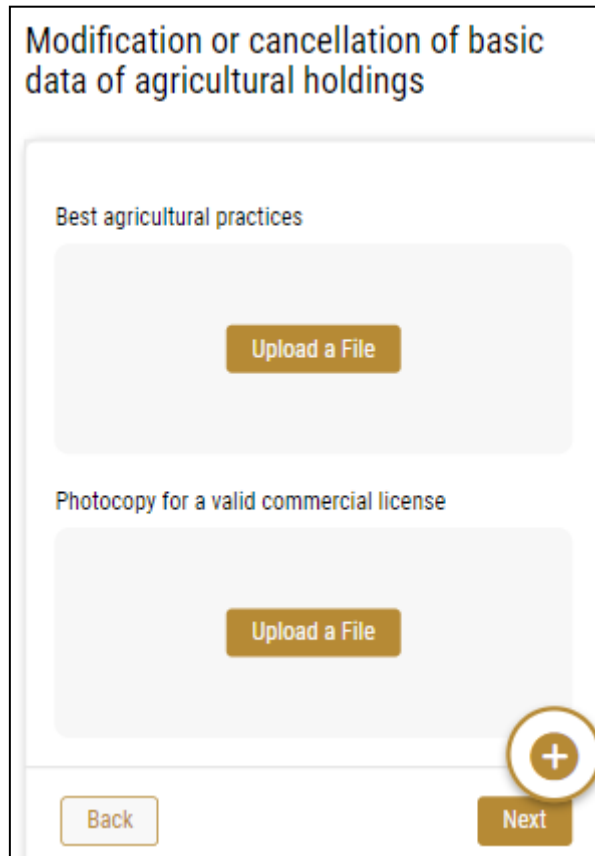 Modification or cancellation of basic
data of agricultural holdings
Best agricultural practices
Upload a File
Photocopy for a valid commercial license
Upload a File
Back
Next